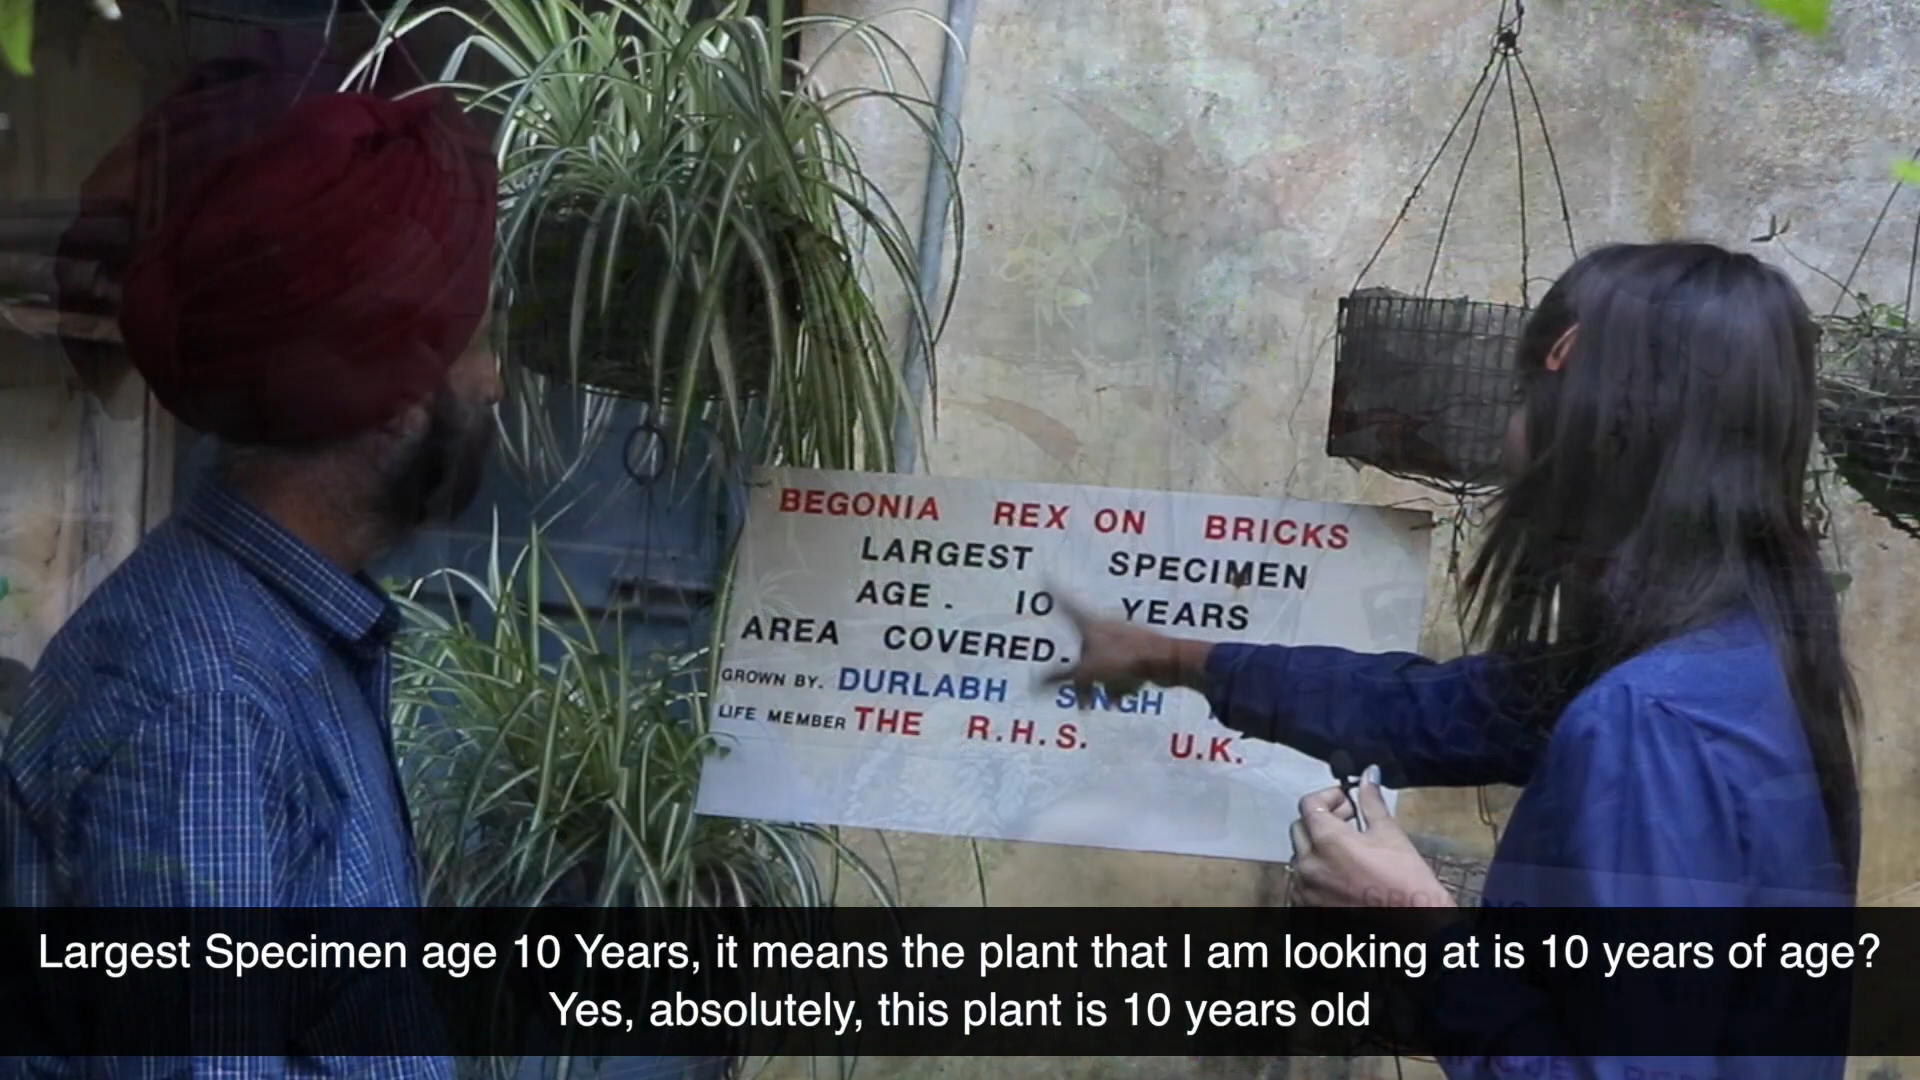 BEGONIA REX ON BRICKS
LARGEST SPECIMEN
AGE. 10 YEARS
AREA COVERED.
GROWN BY. DURLABH SINGH
LIFE MEMBER THE R.H.S. U.K.
Largest Specimen age 10 Years, it means the plant that I am looking at is 10 years of age?
Yes, absolutely, this plant is 10 years old